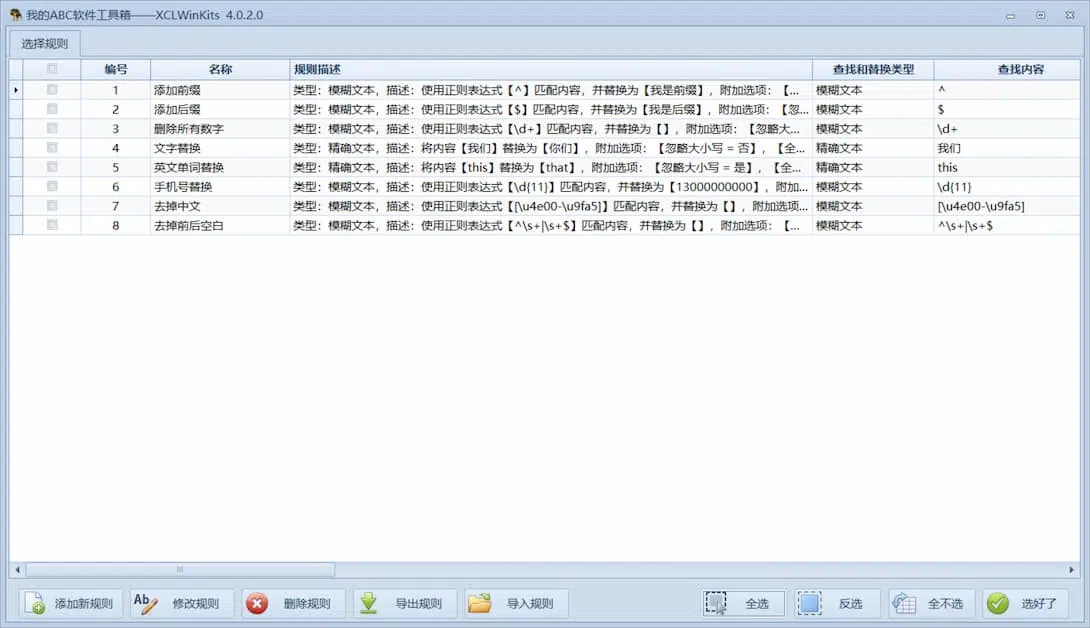 我的ABC软件工具箱——XCLWinKits 4.0.2.0
选择规则
编号 名称 规则描述 查找和替换类型 查找内容
1 添加前缀 类型：模糊文本，描述：使用正则表达式【^】匹配内容，并替换为【我是前缀】，附加选项：【... 模糊文本 ^
2 添加后缀 类型：模糊文本，描述：使用正则表达式【$】匹配内容，并替换为【我是后缀】，附加选项：【忽... 模糊文本 $
3 删除所有数字 类型：模糊文本，描述：使用正则表达式【\d+】匹配内容，并替换为【】，附加选项：【忽略大... 模糊文本 \d+
4 文字替换 类型：精确文本，描述：将内容【我们】替换为【你们】，附加选项：【忽略大小写 = 否】，【全... 精确文本 我们
5 英文单词替换 类型：精确文本，描述：将内容【this】替换为【that】，附加选项：【忽略大小写 = 是】，【全... 精确文本 this
6 手机号替换 类型：模糊文本，描述：使用正则表达式【\d{11}】匹配内容，并替换为【13000000000】，附加... 模糊文本 \d{11}
7 去掉中文 类型：模糊文本，描述：使用正则表达式【[\u4e00-\u9fa5]】匹配内容，并替换为【】，附加选项... 模糊文本 [\u4e00-\u9fa5]
8 去掉前后空白 类型：模糊文本，描述：使用正则表达式【^\s+|\s+$】匹配内容，并替换为【】，附加选项：【... 模糊文本 ^\s+|\s+$
添加新规则 修改规则 删除规则 导出规则 导入规则 全选 反选 全不选 选好了